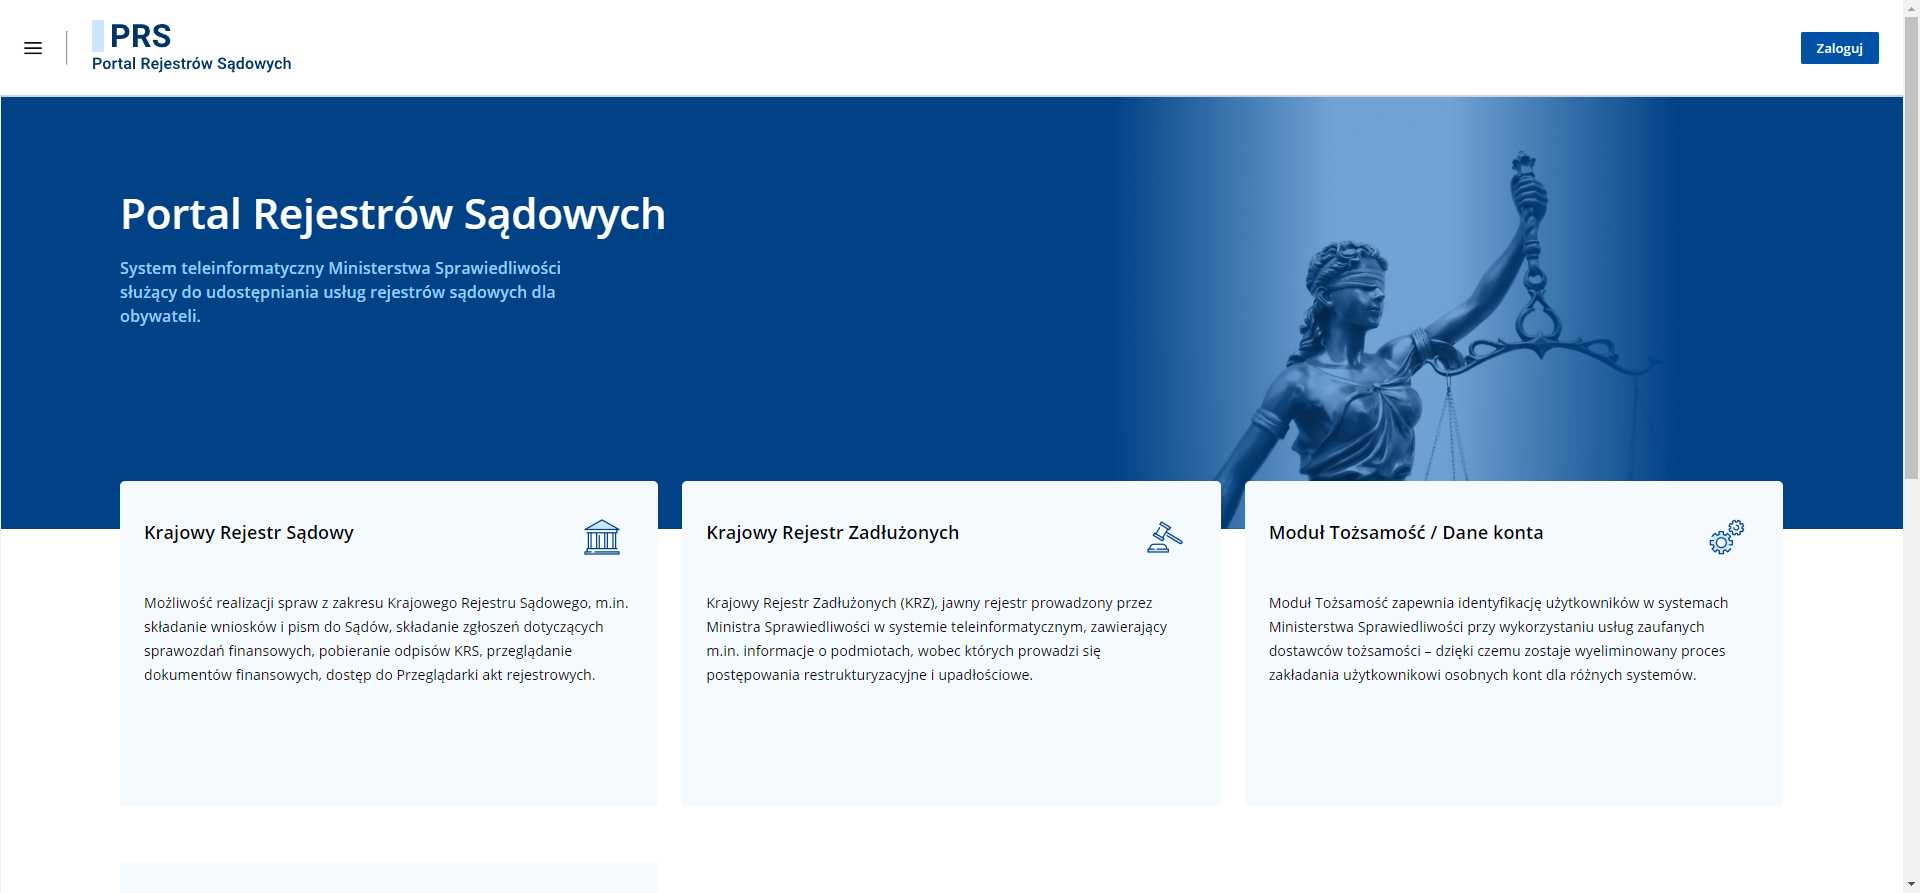 PRS
Portal Rejestrów Sądowych
Zaloguj
Portal Rejestrów Sądowych
System teleinformatyczny Ministerstwa Sprawiedliwości
służący do udostępniania usług rejestrów sądowych dla
obywateli.
Krajowy Rejestr Sądowy
Możliwość realizacji spraw z zakresu Krajowego Rejestru Sądowego, m.in.
składanie wniosków i pism do Sądów, składanie zgłoszeń dotyczących
sprawozdań finansowych, pobieranie odpisów KRS, przeglądanie
dokumentów finansowych, dostęp do Przeglądarki akt rejestrowych.
Krajowy Rejestr Zadłużonych
Krajowy Rejestr Zadłużonych (KRZ), jawny rejestr prowadzony przez
Ministra Sprawiedliwości w systemie teleinformatycznym, zawierający
m.in. informacje o podmiotach, wobec których prowadzi się
postępowania restrukturyzacyjne i upadłościowe.
Moduł Tożsamość / Dane konta
Moduł Tożsamość zapewnia identyfikację użytkowników w systemach
Ministerstwa Sprawiedliwości przy wykorzystaniu usług zaufanych
dostawców tożsamości – dzięki czemu zostaje wyeliminowany proces
zakładania użytkownikowi osobnych kont dla różnych systemów.